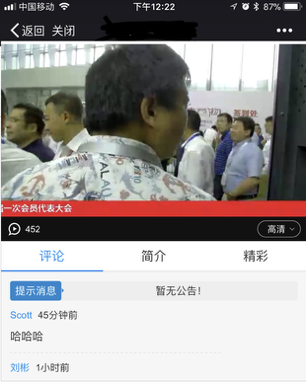 中国移动
下午12:22
87%
返回 关闭
届一次会员代表大会
452
高清
评论
简介
精彩
提示消息
暂无公告!
Scott 45分钟前
哈哈哈
刘彬 1小时前